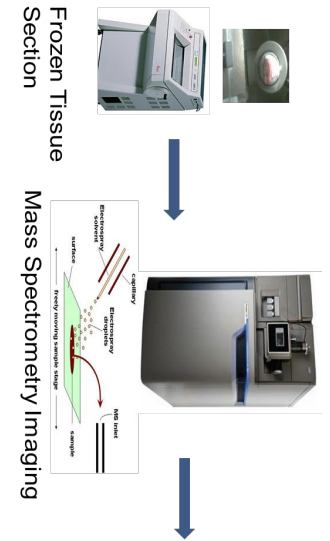 Frozen Tissue
Section
Mass Spectrometry Imaging
Electrospray
solvent
capillary
Electrospray
droplets
surface
MS inlet
sample
freely moving sample stage